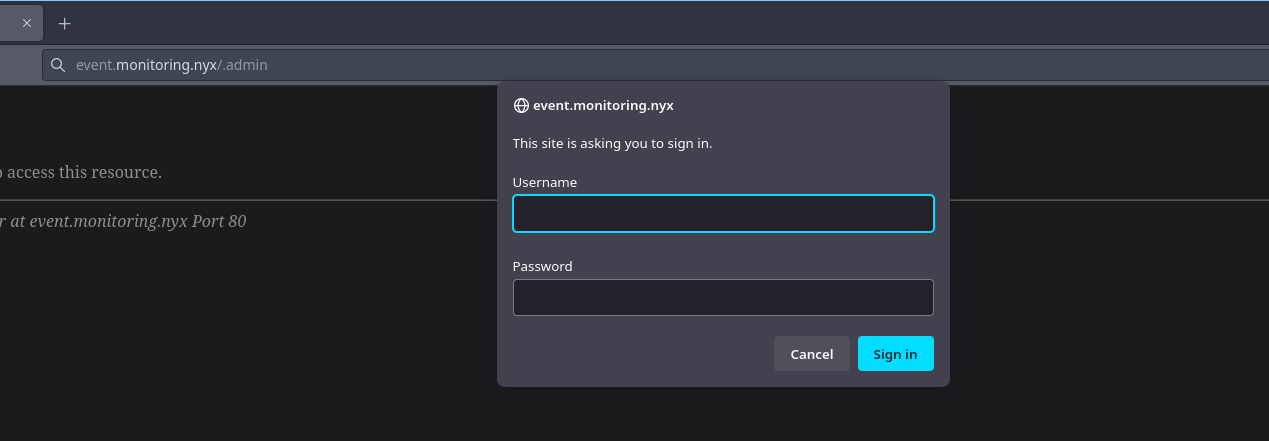 event.monitoring.nyx/.admin
event.monitoring.nyx
This site is asking you to sign in.
access this resource.
Username
at event.monitoring.nyx Port 80
Password
Cancel
Sign in